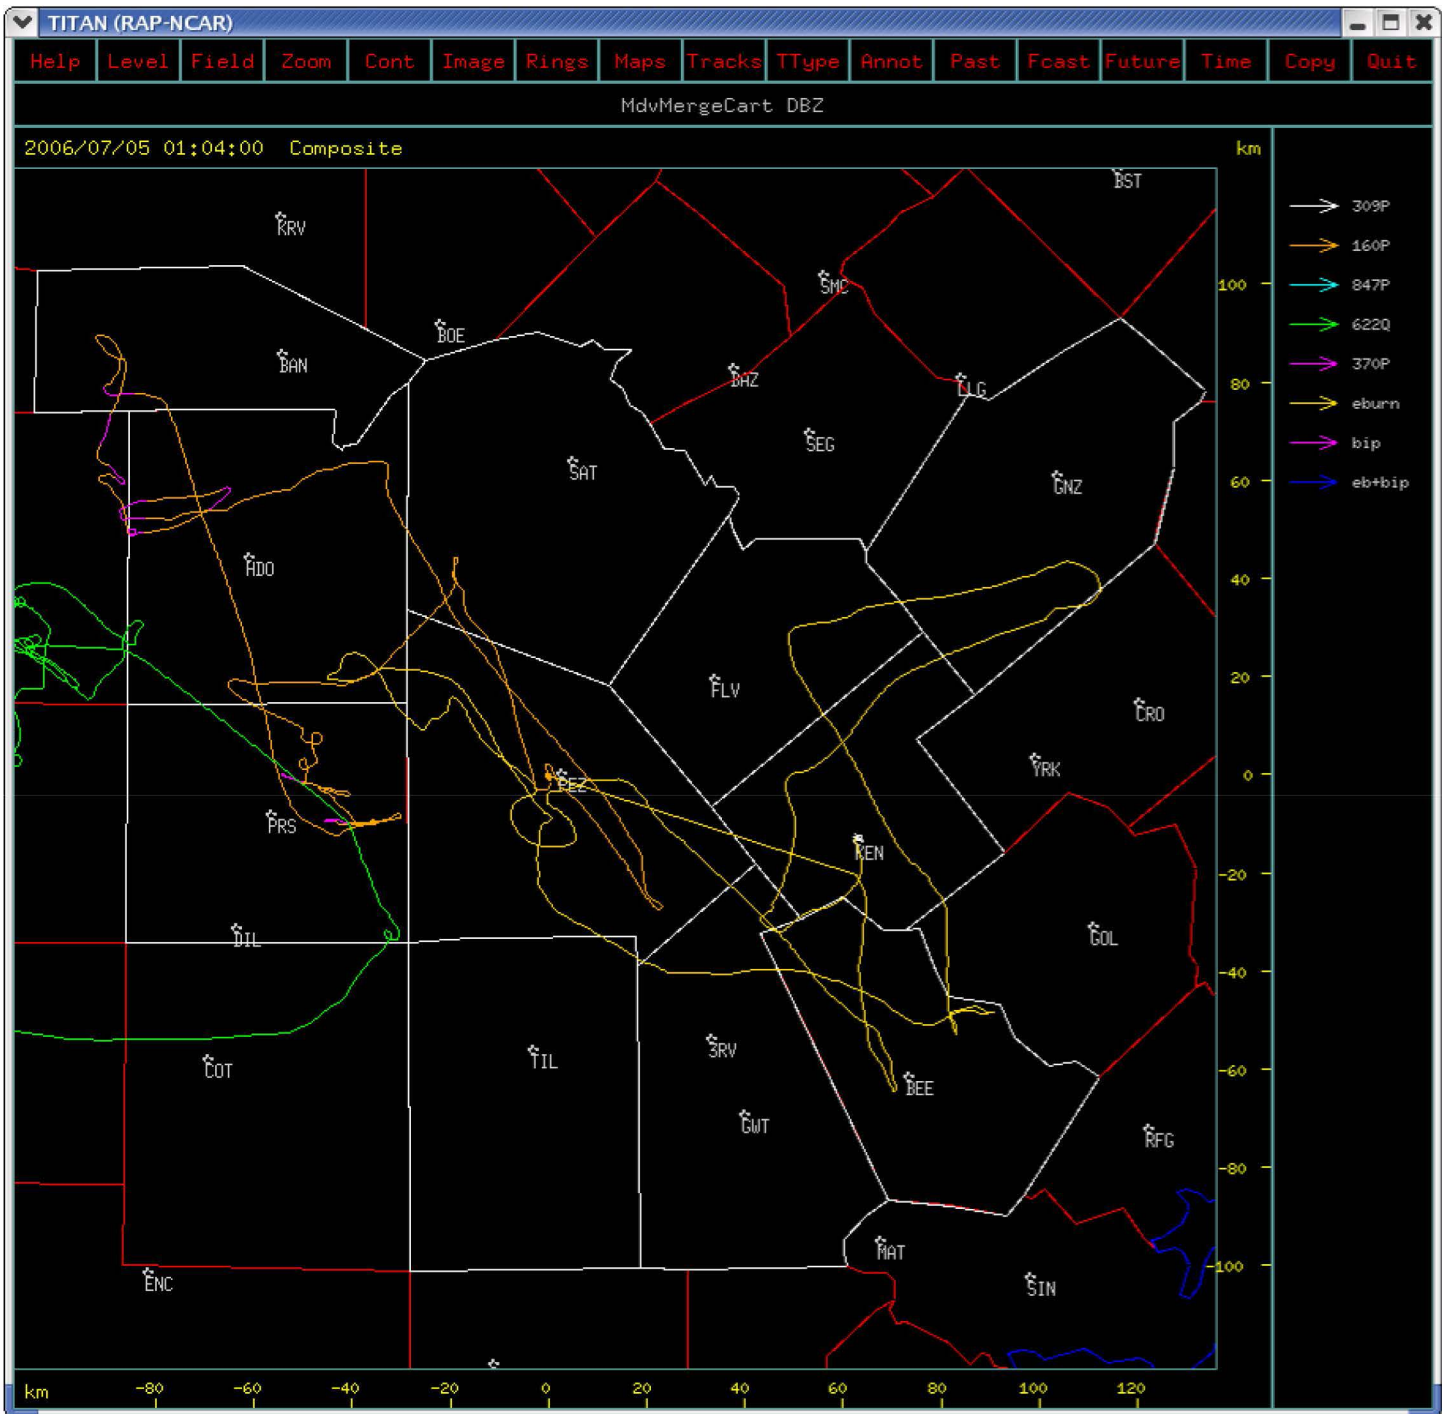 TITAN (RAP-NCAR)
Help Level Field Zoom Cont Image Rings Maps Tracks TType Annot Past Fcast Future Time Copy Quit
MdvMergeCart DBZ
2006/07/05 01:04:00 Composite km
BST
309P
KRV
160P
SMC
100
847P
BOE
622Q
BAN
370P
BAZ
LLG
80
eburn
SEG
bip
SAT
GNZ
60
eb+bip
ADO
40
FLV
20
CRO
YRK
0
PEZ
PRS
KEN
-20
DIL
GOL
-40
3RV
COT
TIL
-60
BEE
GWT
RFG
-80
MAT
-100
ENC
SIN
km -80 -60 -40 -20 0 20 40 60 80 100 120